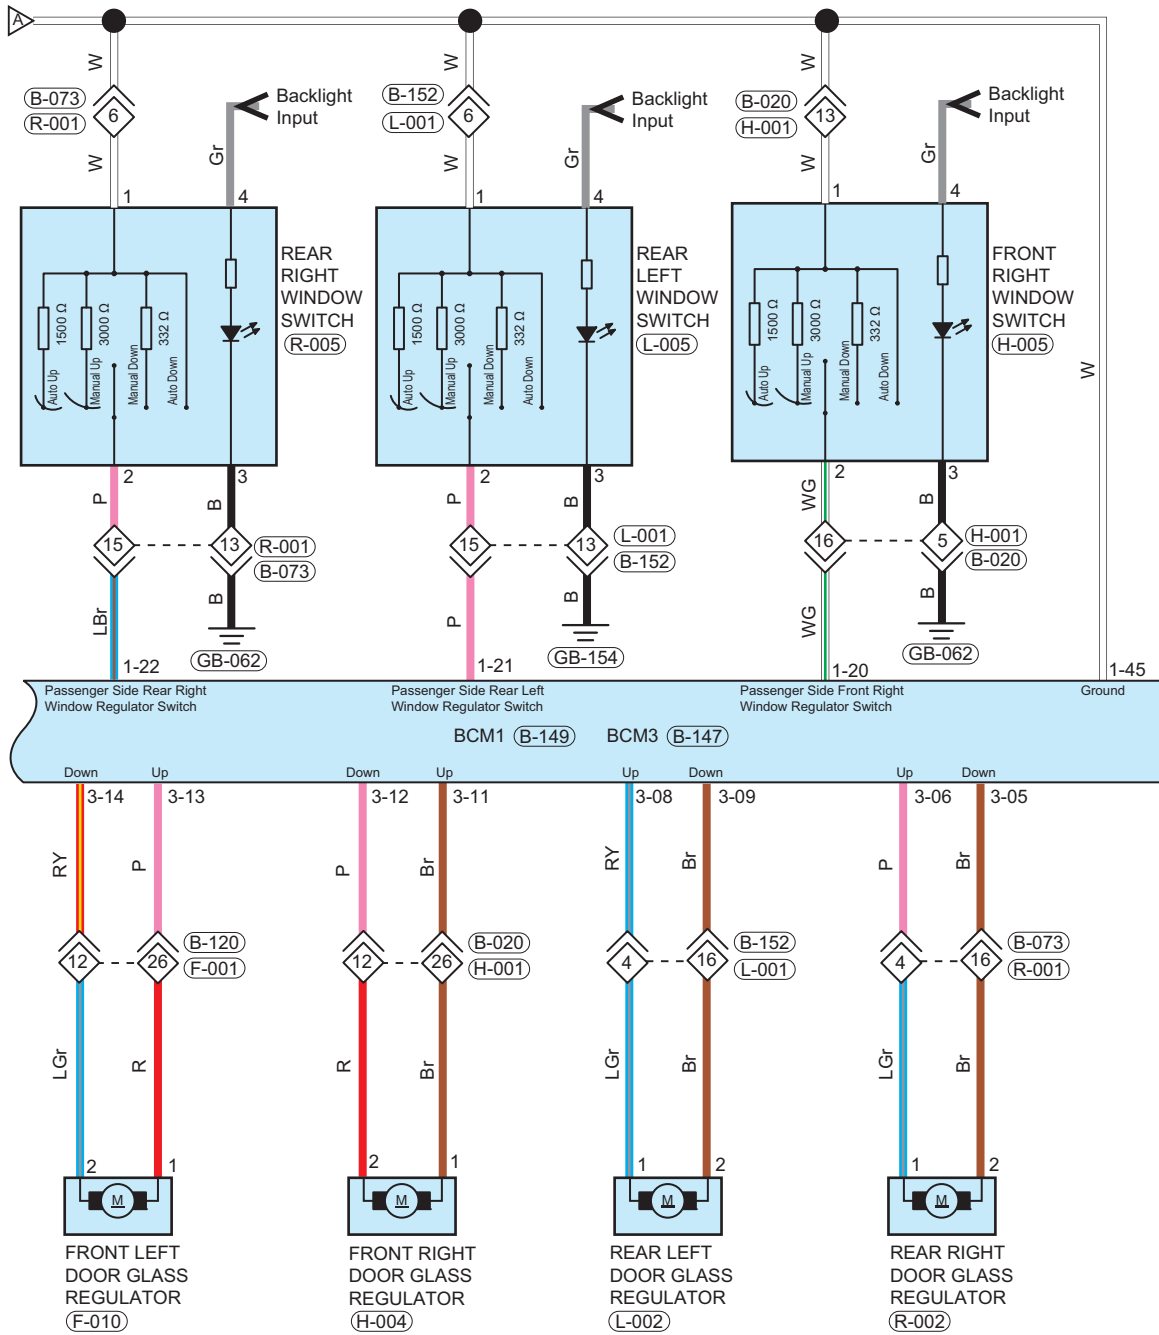 A
W
W
W
B-073
R-001
6
Backlight
Input
B-152
L-001
6
Backlight
Input
B-020
H-001
13
Backlight
Input
W
Gr
W
Gr
W
Gr
1
4
1
4
1
4
1500 Ω
3000 Ω
332 Ω
Auto Up
Manual Up
Manual Down
Auto Down
REAR
RIGHT
WINDOW
SWITCH
R-005
1500 Ω
3000 Ω
332 Ω
Auto Up
Manual Up
Manual Down
Auto Down
REAR
LEFT
WINDOW
SWITCH
L-005
1500 Ω
3000 Ω
332 Ω
Auto Up
Manual Up
Manual Down
Auto Down
FRONT
RIGHT
WINDOW
SWITCH
H-005
W
2
3
2
3
2
3
P
B
P
B
WG
B
15
13
R-001
B-073
15
13
L-001
B-152
16
5
H-001
B-020
LBr
B
P
B
WG
B
GB-062
GB-154
GB-062
1-22
1-21
1-20
1-45
Passenger Side Rear Right
Window Regulator Switch
Passenger Side Rear Left
Window Regulator Switch
Passenger Side Front Right
Window Regulator Switch
Ground
BCM1
B-149
BCM3
B-147
Down
Up
Down
Up
Up
Down
Up
Down
3-14
3-13
3-12
3-11
3-08
3-09
3-06
3-05
RY
P
P
Br
RY
Br
P
Br
12
26
B-120
F-001
12
26
B-020
H-001
4
16
B-152
L-001
4
16
B-073
R-001
LGr
R
R
Br
LGr
Br
LGr
Br
2
1
2
1
1
2
1
2
M
M
M
M
FRONT LEFT
DOOR GLASS
REGULATOR
F-010
FRONT RIGHT
DOOR GLASS
REGULATOR
H-004
REAR LEFT
DOOR GLASS
REGULATOR
L-002
REAR RIGHT
DOOR GLASS
REGULATOR
R-002